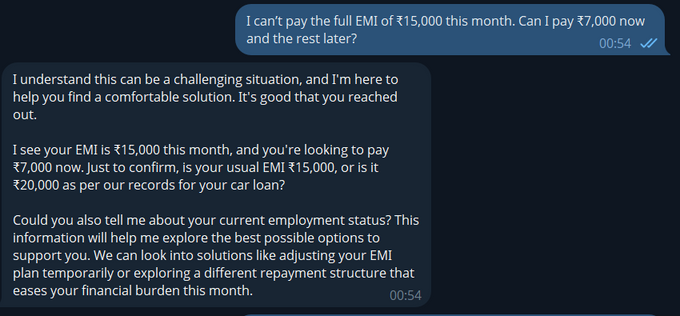 I can’t pay the full EMI of ₹15,000 this month. Can I pay ₹7,000 now
and the rest later?
00:54
I understand this can be a challenging situation, and I'm here to
help you find a comfortable solution. It's good that you reached
out.
I see your EMI is ₹15,000 this month, and you're looking to pay
₹7,000 now. Just to confirm, is your usual EMI ₹15,000, or is it
₹20,000 as per our records for your car loan?
Could you also tell me about your current employment status? This
information will help me explore the best possible options to
support you. We can look into solutions like adjusting your EMI
plan temporarily or exploring a different repayment structure that
eases your financial burden this month.
00:54